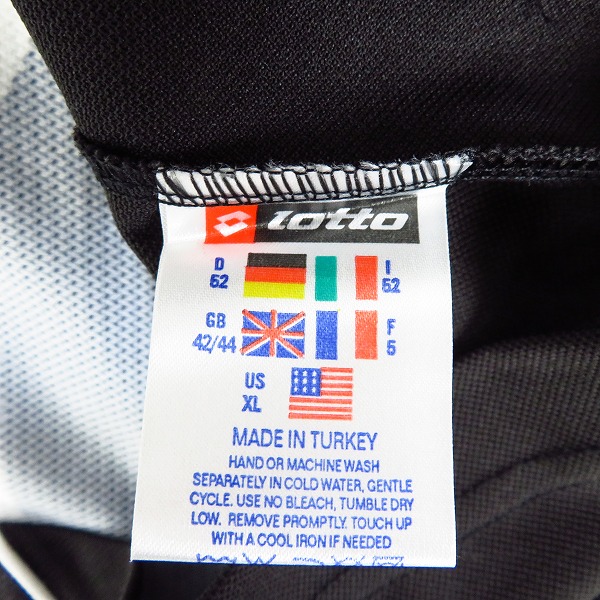 lotto
D I
52 52
GB F
42/44 5
US
XL
MADE IN TURKEY
HAND OR MACHINE WASH
SEPARATELY IN COLD WATER, GENTLE
CYCLE. USE NO BLEACH, TUMBLE DRY
LOW. REMOVE PROMPTLY. TOUCH UP
WITH A COOL IRON IF NEEDED